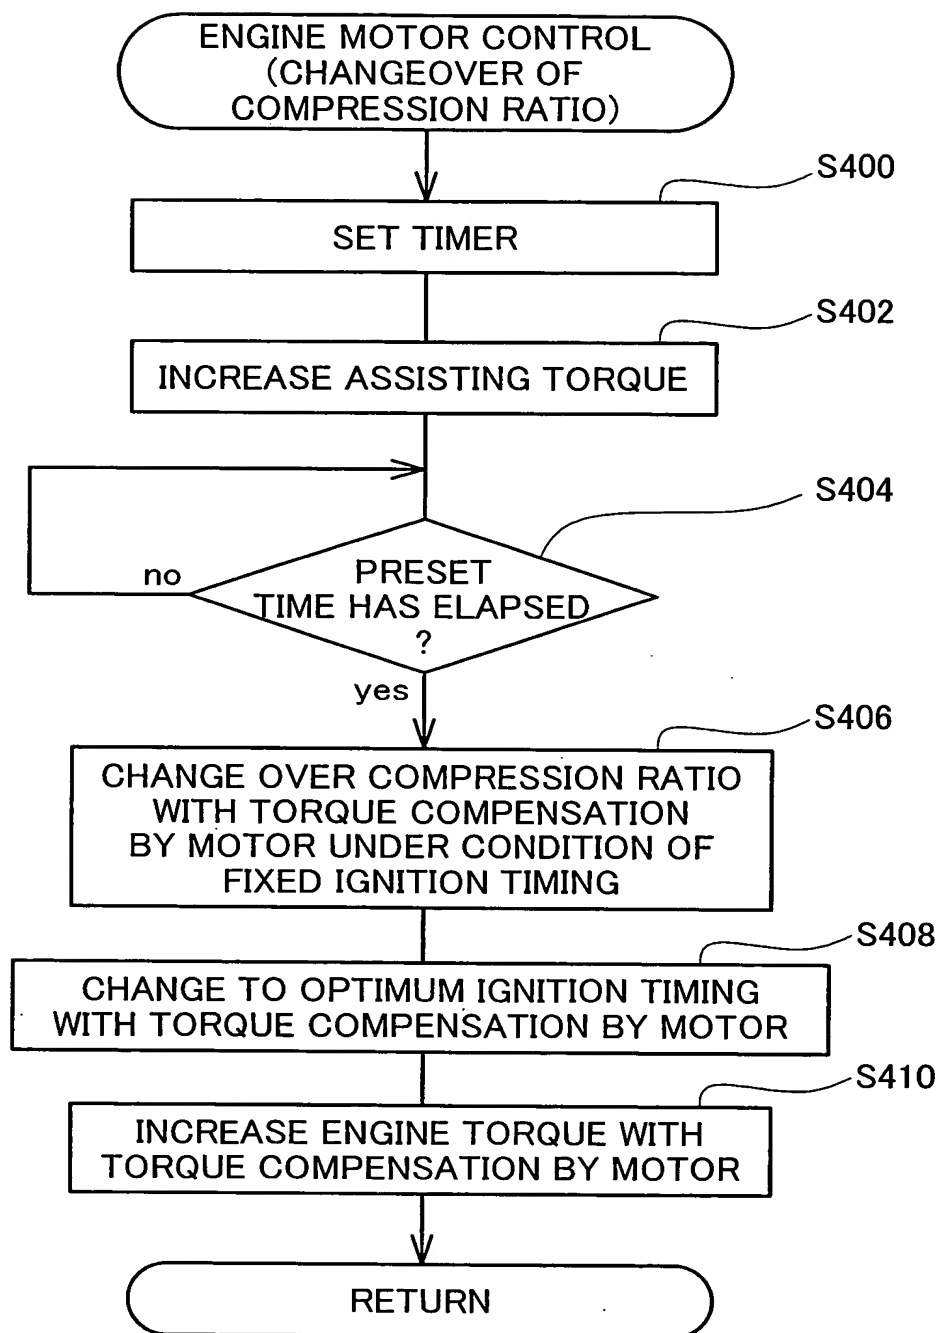 ENGINE MOTOR CONTROL
(CHANGEOVER OF
COMPRESSION RATIO)
S400
SET TIMER
S402
INCREASE ASSISTING TORQUE
S404
no
PRESET
TIME HAS ELAPSED
?
yes
S406
CHANGE OVER COMPRESSION RATIO
WITH TORQUE COMPENSATION
BY MOTOR UNDER CONDITION OF
FIXED IGNITION TIMING
S408
CHANGE TO OPTIMUM IGNITION TIMING
WITH TORQUE COMPENSATION BY MOTOR
S410
INCREASE ENGINE TORQUE WITH
TORQUE COMPENSATION BY MOTOR
RETURN